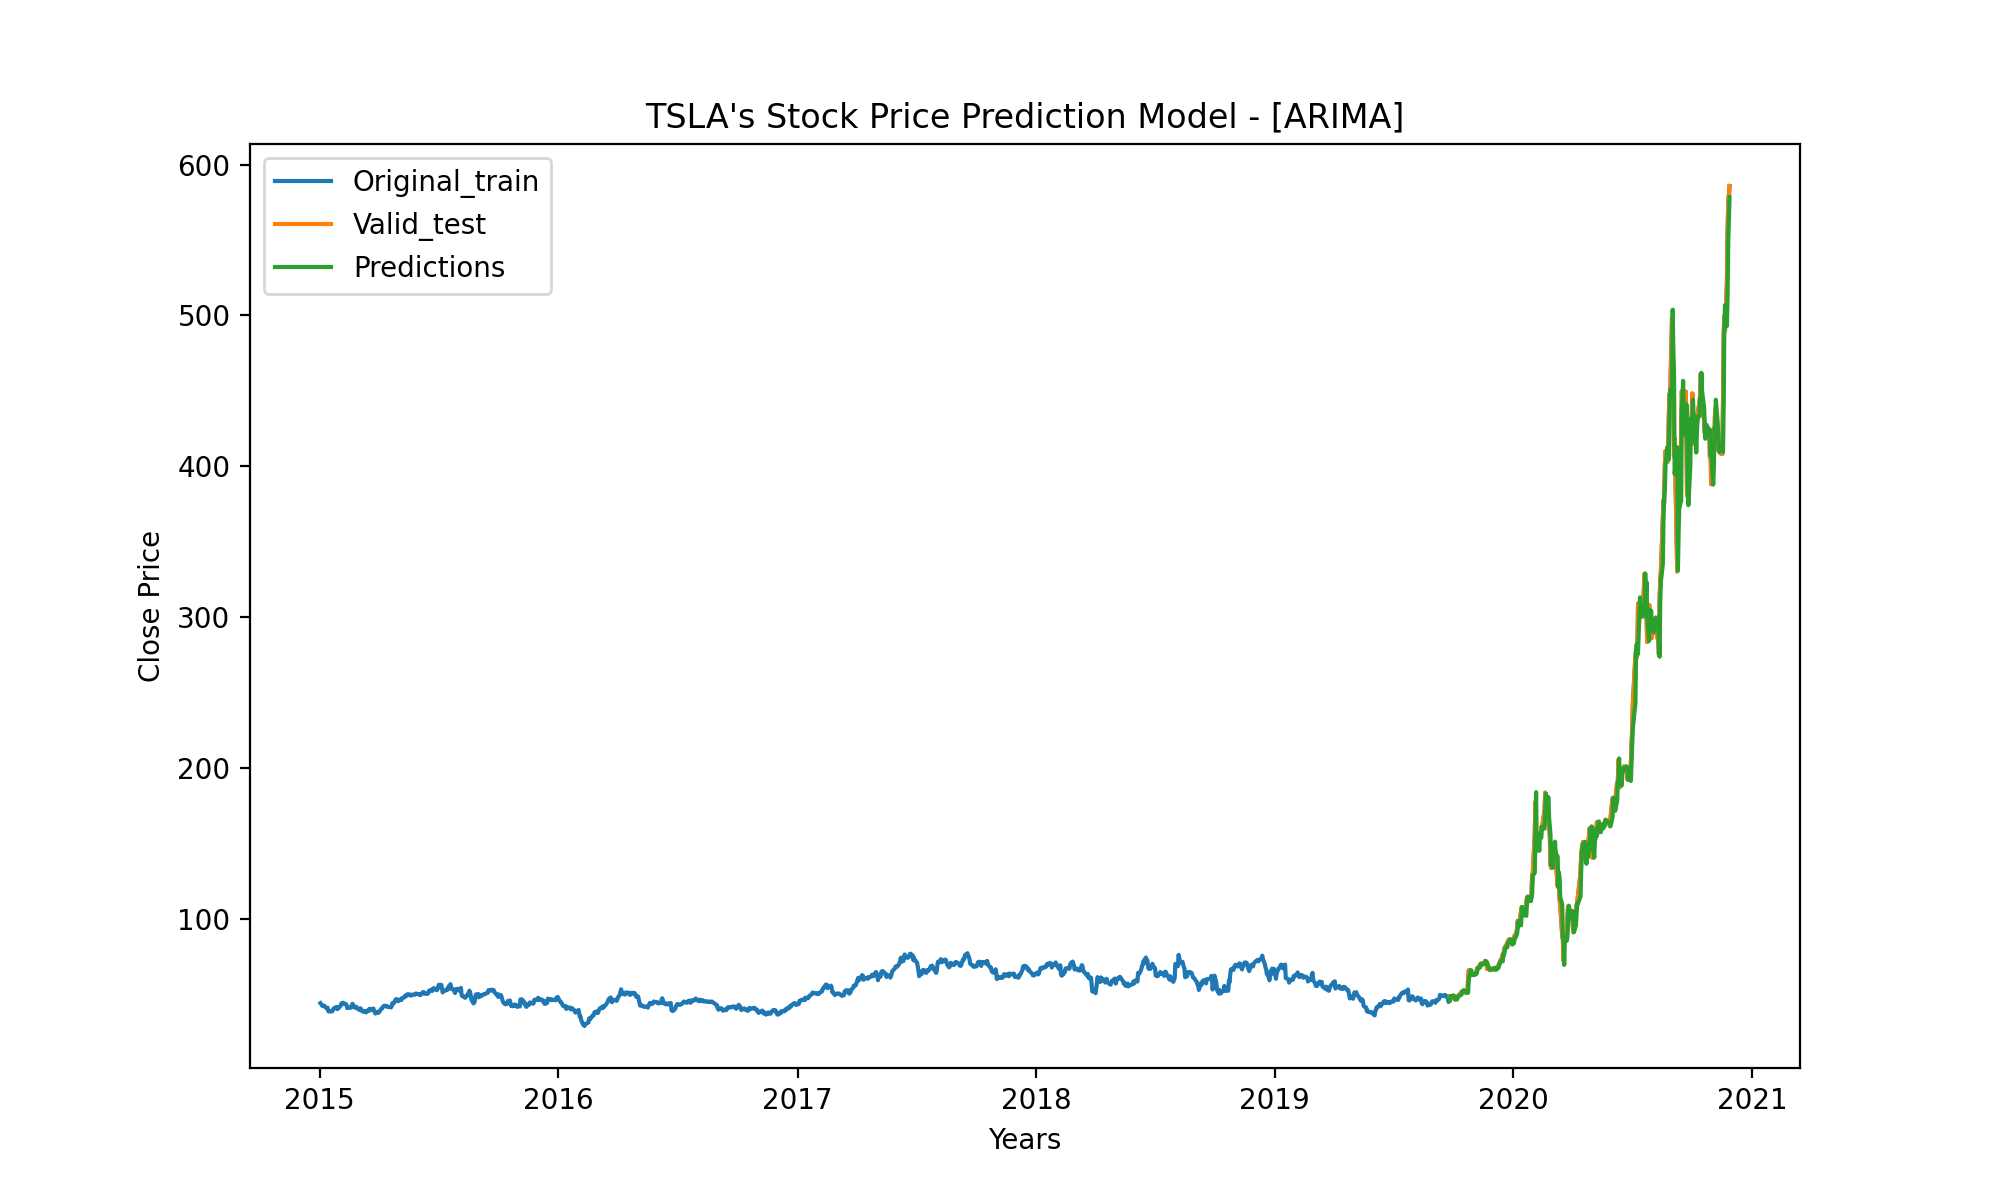 TSLA's Stock Price Prediction Model - [ARIMA]
Original_train
Valid_test
Predictions
600
500
400
300
200
100
Close Price
2015 2016 2017 2018 2019 2020 2021
Years